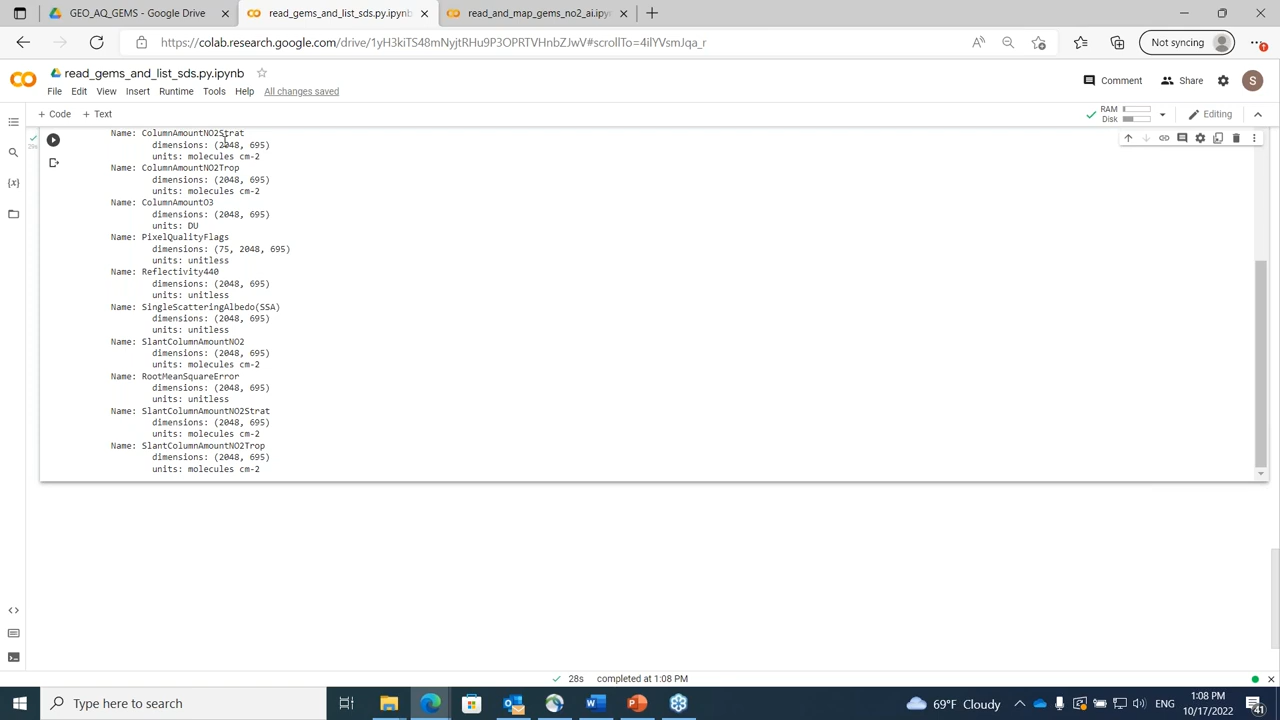 GEO_AQ_GEMS - Google Drive
read_gems_and_list_sds.py.ipynb
read_and_map_gems_no2_ai.ipyn
https://colab.research.google.com/drive/1yH3kiTS48mNyjtRHu9P3OPRTVHnbZJwV#scrollTo=4iIYVsmJqa_r
Not syncing
read_gems_and_list_sds.py.ipynb
Comment
Share
S
File Edit View Insert Runtime Tools Help All changes saved
+ Code + Text
RAM
Disk
Editing
Name: ColumnAmountNO2Strat
dimensions: (2048, 695)
29s
units: molecules cm-2
Name: ColumnAmountNO2Trop
dimensions: (2048, 695)
units: molecules cm-2
Name: ColumnAmountO3
dimensions: (2048, 695)
units: DU
Name: PixelQualityFlags
dimensions: (75, 2048, 695)
units: unitless
Name: Reflectivity440
dimensions: (2048, 695)
units: unitless
Name: SingleScatteringAlbedo(SSA)
dimensions: (2048, 695)
units: unitless
Name: SlantColumnAmountNO2
dimensions: (2048, 695)
units: molecules cm-2
Name: RootMeanSquareError
dimensions: (2048, 695)
units: unitless
Name: SlantColumnAmountNO2Strat
dimensions: (2048, 695)
units: molecules cm-2
Name: SlantColumnAmountNO2Trop
dimensions: (2048, 695)
units: molecules cm-2
28s completed at 1:08 PM
Type here to search
69°F Cloudy
ENG
1:08 PM
10/17/2022
41